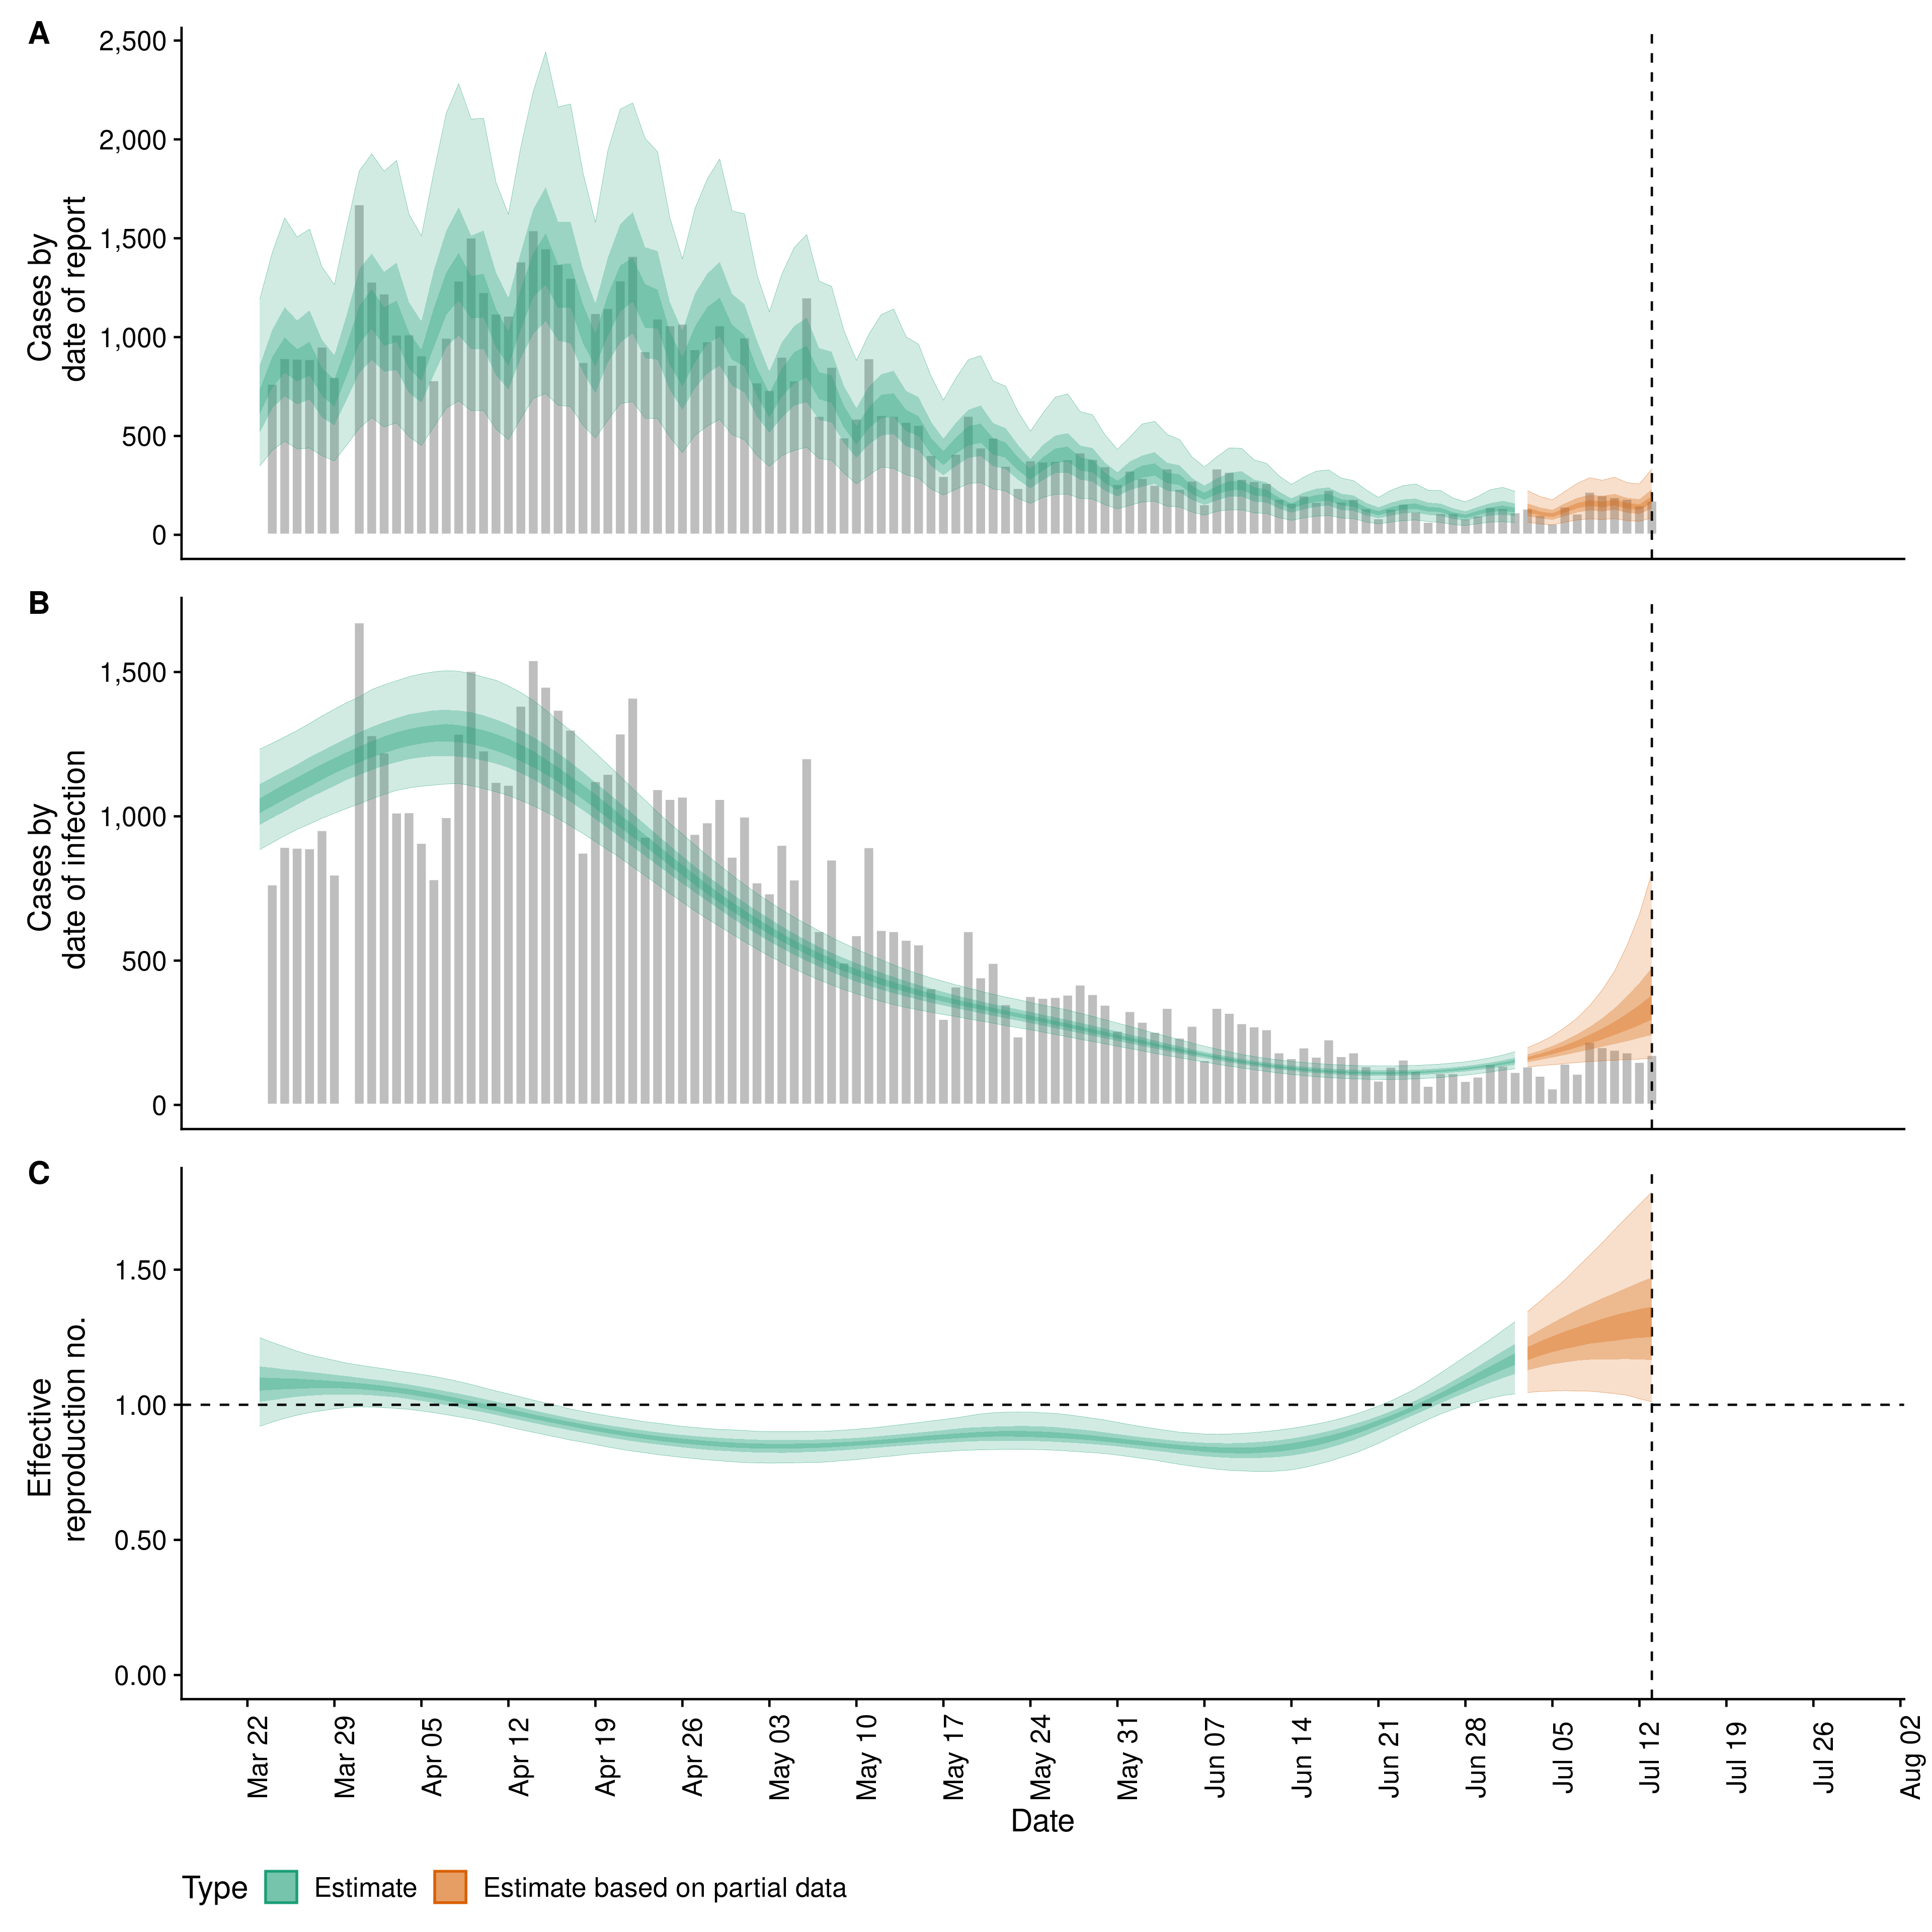 A
2,500
2,000
1,500
1,000
500
0
Cases by
date of report
B
1,500
1,000
500
0
Cases by
date of infection
C
1.50
1.00
0.50
0.00
Effective
reproduction no.
Mar 22
Mar 29
Apr 05
Apr 12
Apr 19
Apr 26
May 03
May 10
May 17
May 24
May 31
Jun 07
Jun 14
Jun 21
Jun 28
Jul 05
Jul 12
Jul 19
Jul 26
Aug 02
Date
Type Estimate Estimate based on partial data